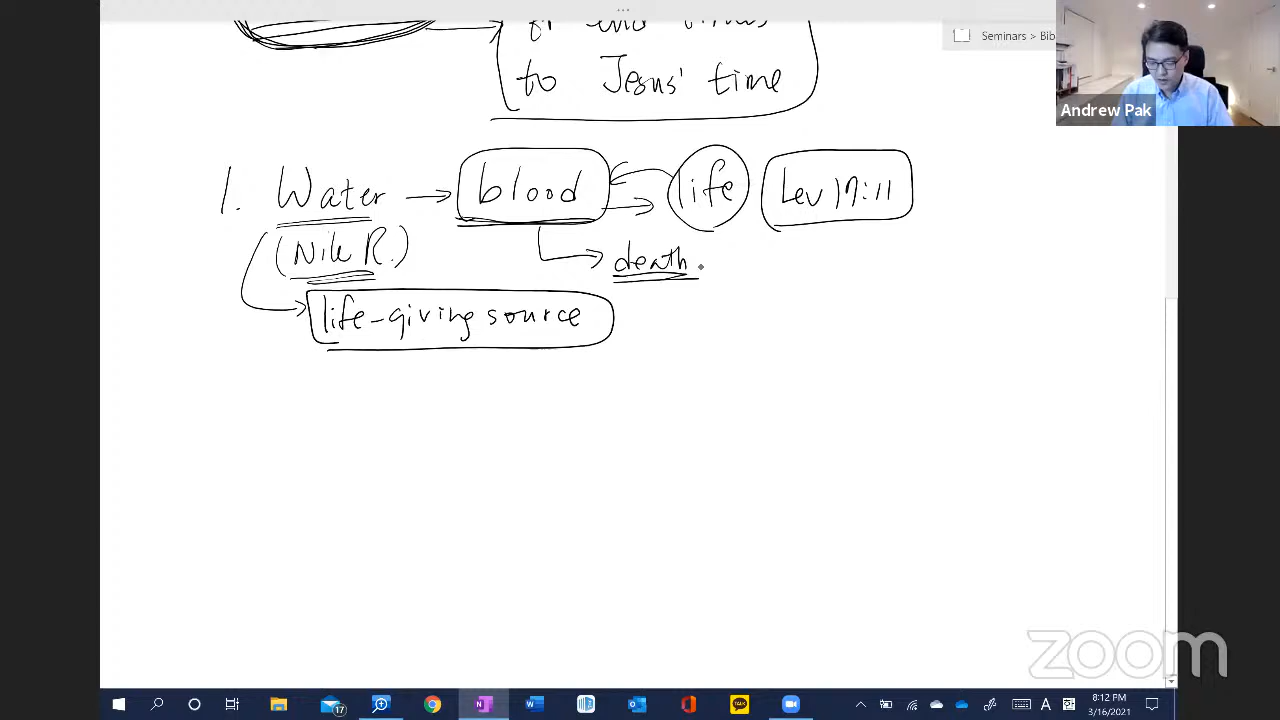 Seminars > Bib
to Jesus' time
Andrew Pak
1. Water → blood → life Lev 17:11
(Nile R.)
death
life-giving source
zoom
17
TALK
A
8:12 PM
3/16/2021